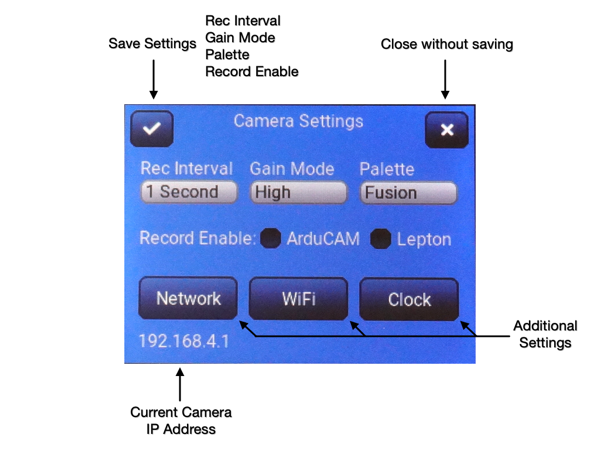 Rec Interval
Gain Mode
Palette
Record Enable
Save Settings
Close without saving
Camera Settings
Rec Interval Gain Mode Palette
1 Second High Fusion
Record Enable: ArduCAM Lepton
Network WiFi Clock
192.168.4.1
Additional
Settings
Current Camera
IP Address